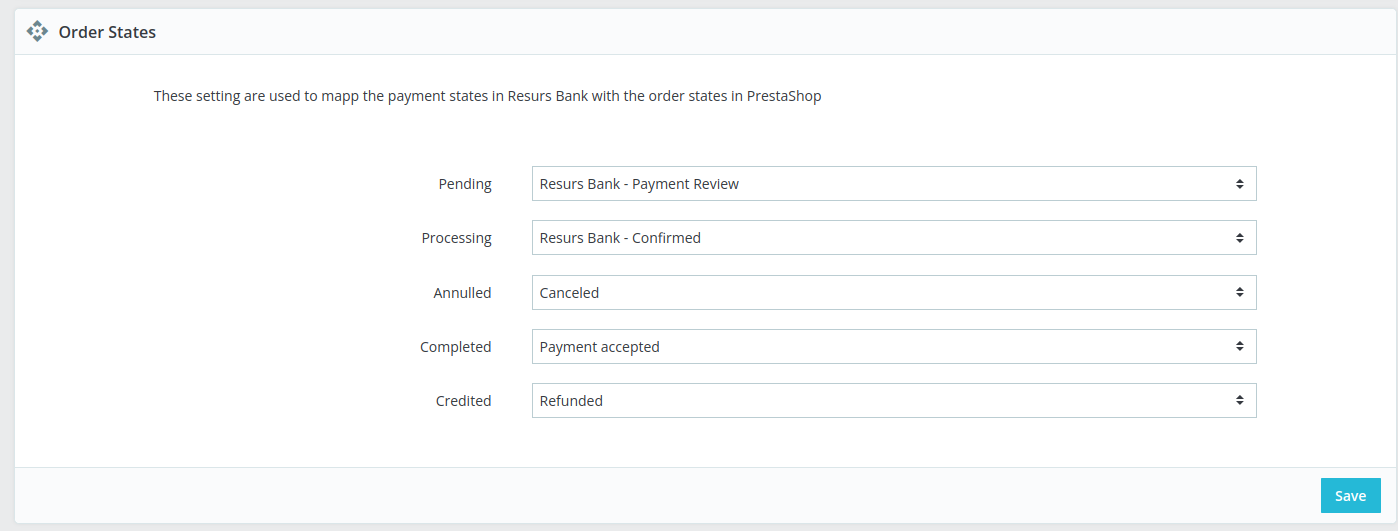 Order States
These setting are used to mapp the payment states in Resurs Bank with the order states in PrestaShop
Pending Resurs Bank - Payment Review
Processing Resurs Bank - Confirmed
Annulled Canceled
Completed Payment accepted
Credited Refunded
Save